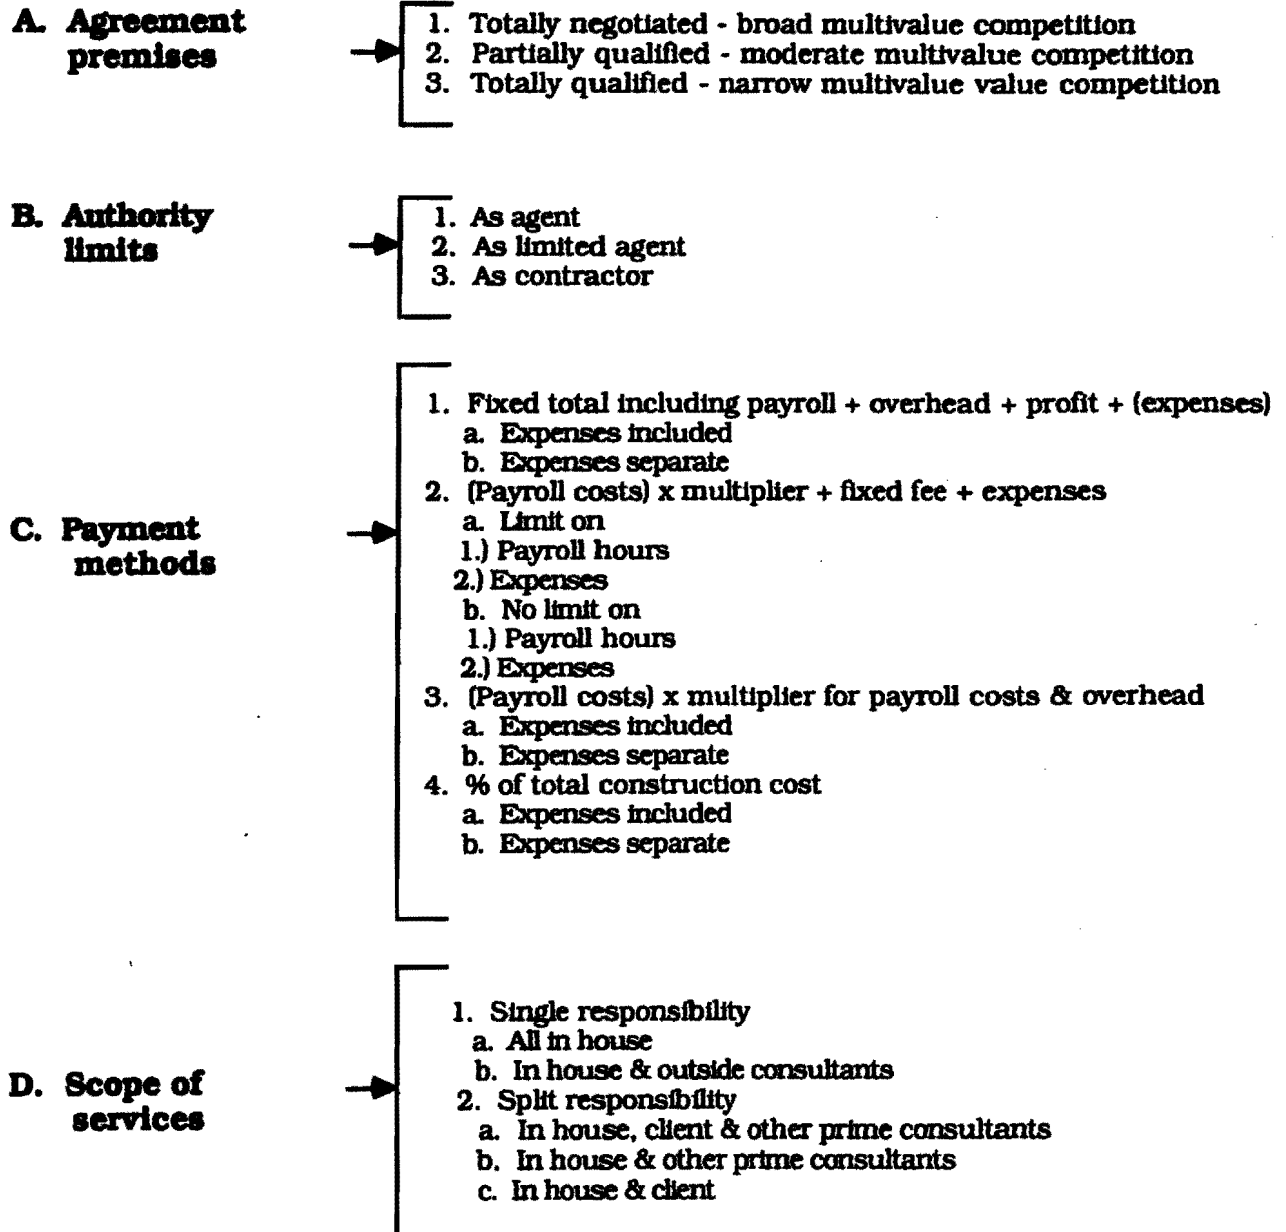 A. Agreement
premises
1. Totally negotiated - broad multivalue competition
2. Partially qualified - moderate multivalue competition
3. Totally qualified - narrow multivalue value competition
B. Authority
limits
1. As agent
2. As limited agent
3. As contractor
C. Payment
methods
1. Fixed total including payroll + overhead + profit + (expenses)
a. Expenses included
b. Expenses separate
2. (Payroll costs) x multiplier + fixed fee + expenses
a. Limit on
1.) Payroll hours
2.) Expenses
b. No limit on
1.) Payroll hours
2.) Expenses
3. (Payroll costs) x multiplier for payroll costs & overhead
a. Expenses included
b. Expenses separate
4. % of total construction cost
a. Expenses included
b. Expenses separate
D. Scope of
services
1. Single responsibility
a. All in house
b. In house & outside consultants
2. Split responsibility
a. In house, client & other prime consultants
b. In house & other prime consultants
c. In house & client